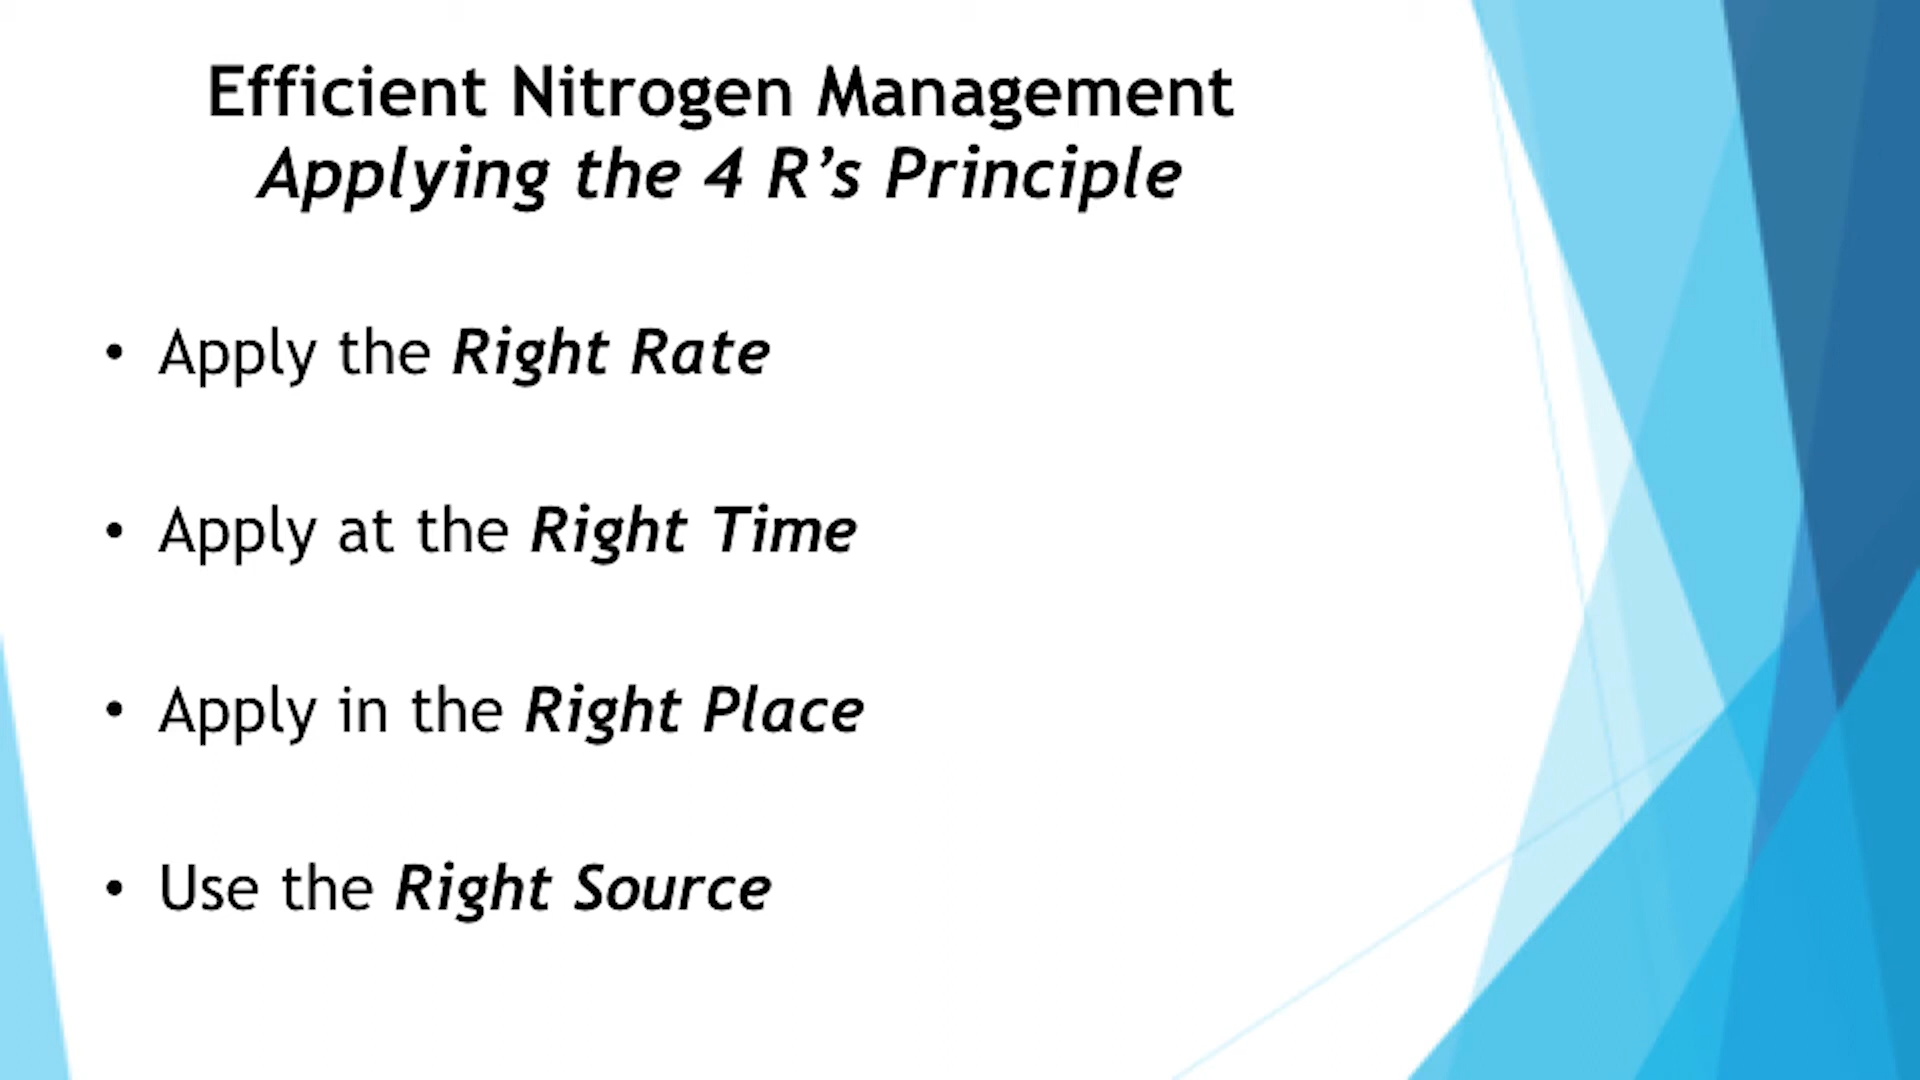 Efficient Nitrogen Management
Applying the 4 R’s Principle
• Apply the Right Rate
• Apply at the Right Time
• Apply in the Right Place
• Use the Right Source